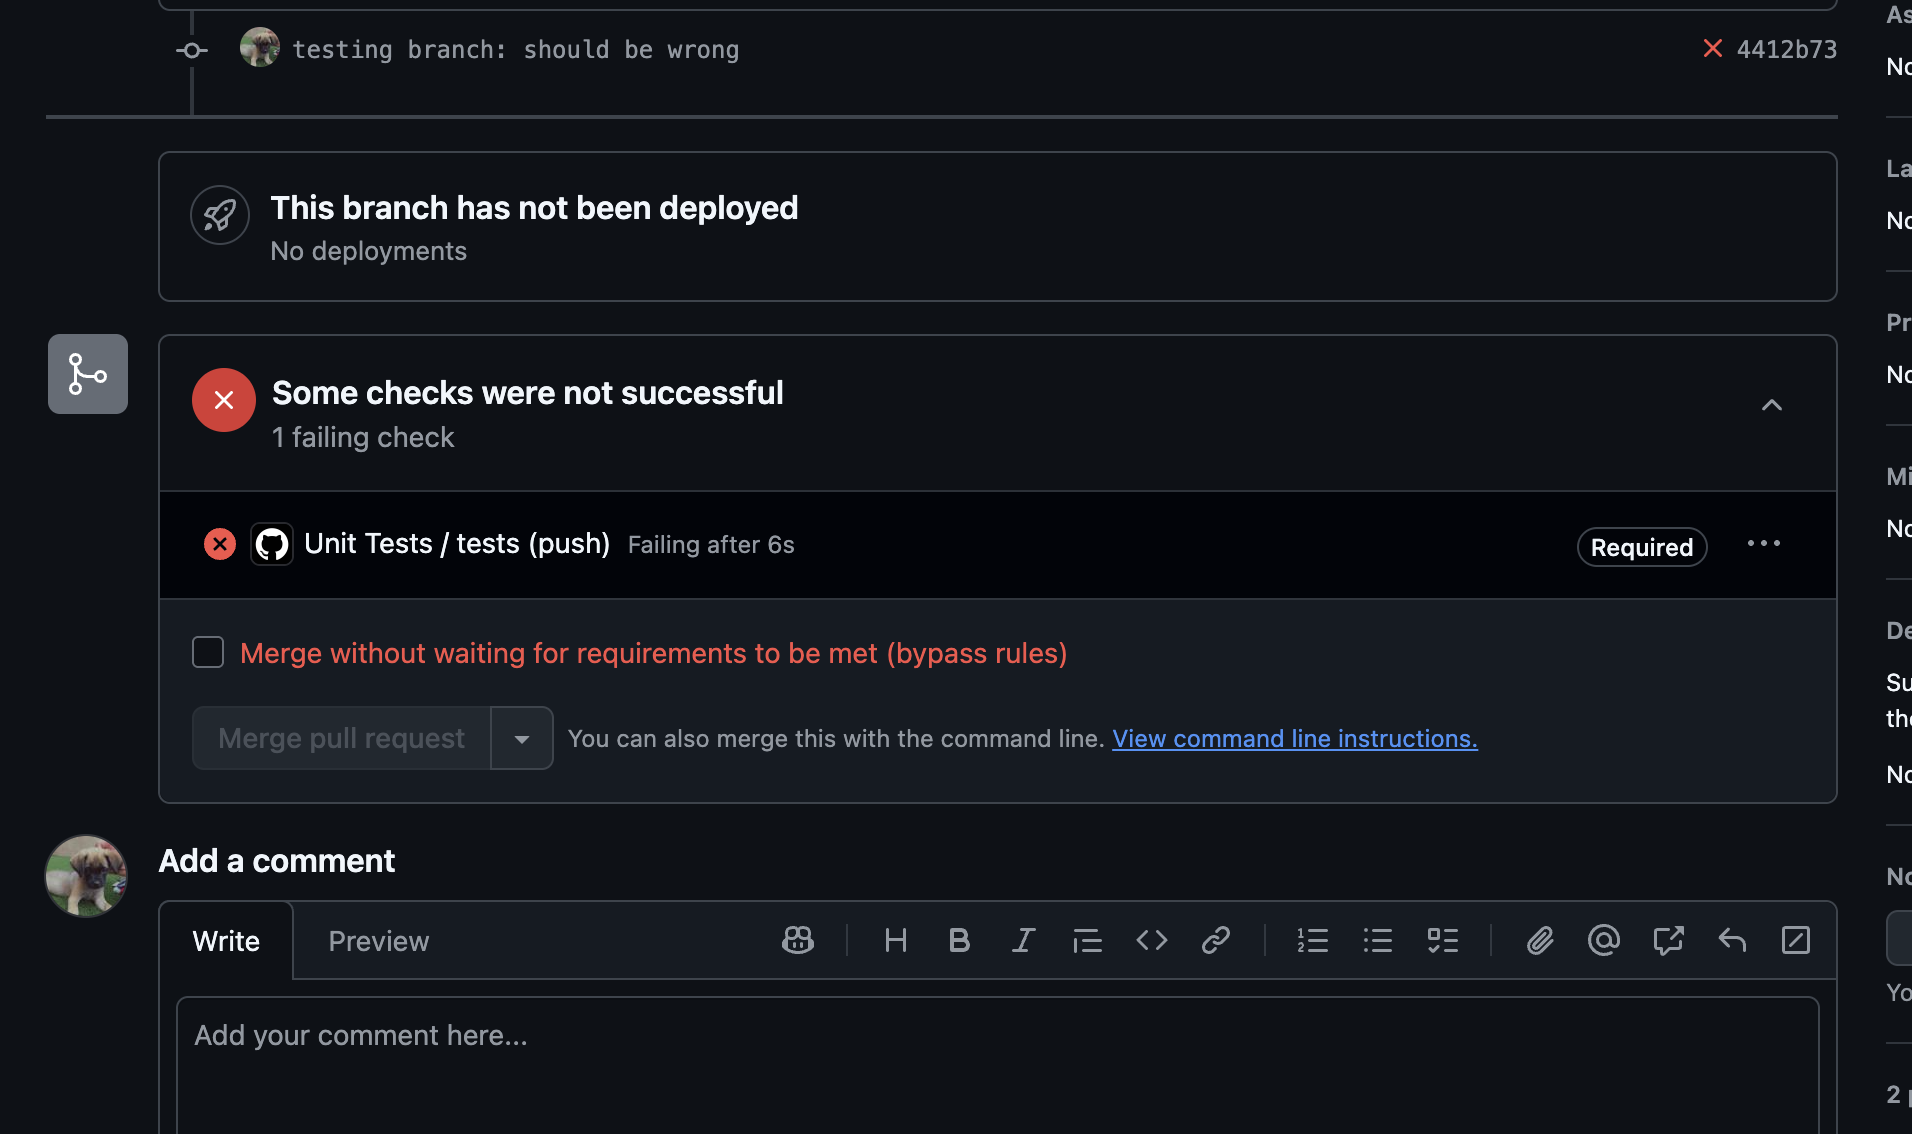 testing branch: should be wrong
4412b73
This branch has not been deployed
No deployments
Some checks were not successful
1 failing check
Unit Tests / tests (push) Failing after 6s
Required
Merge without waiting for requirements to be met (bypass rules)
Merge pull request
You can also merge this with the command line. View command line instructions.
Add a comment
Write
Preview
Add your comment here...
As
No
La
No
Pr
No
Mi
No
De
Su
the
No
No
Yo
2